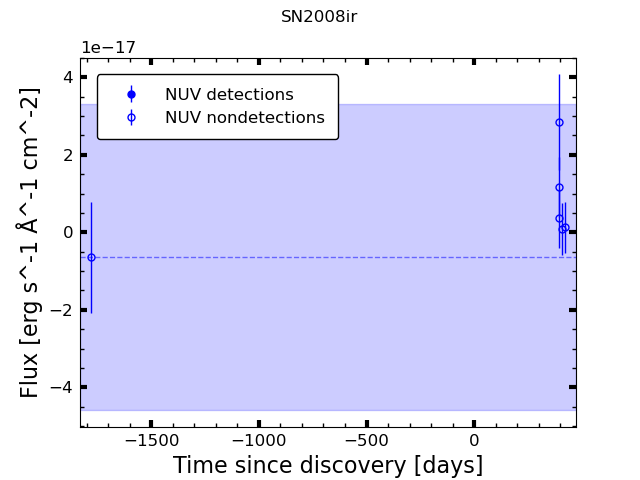 SN2008ir
1e−17
NUV detections
NUV nondetections
4
2
0
−2
−4
Flux [erg s^-1 Å^-1 cm^-2]
−1500
−1000
−500
0
Time since discovery [days]